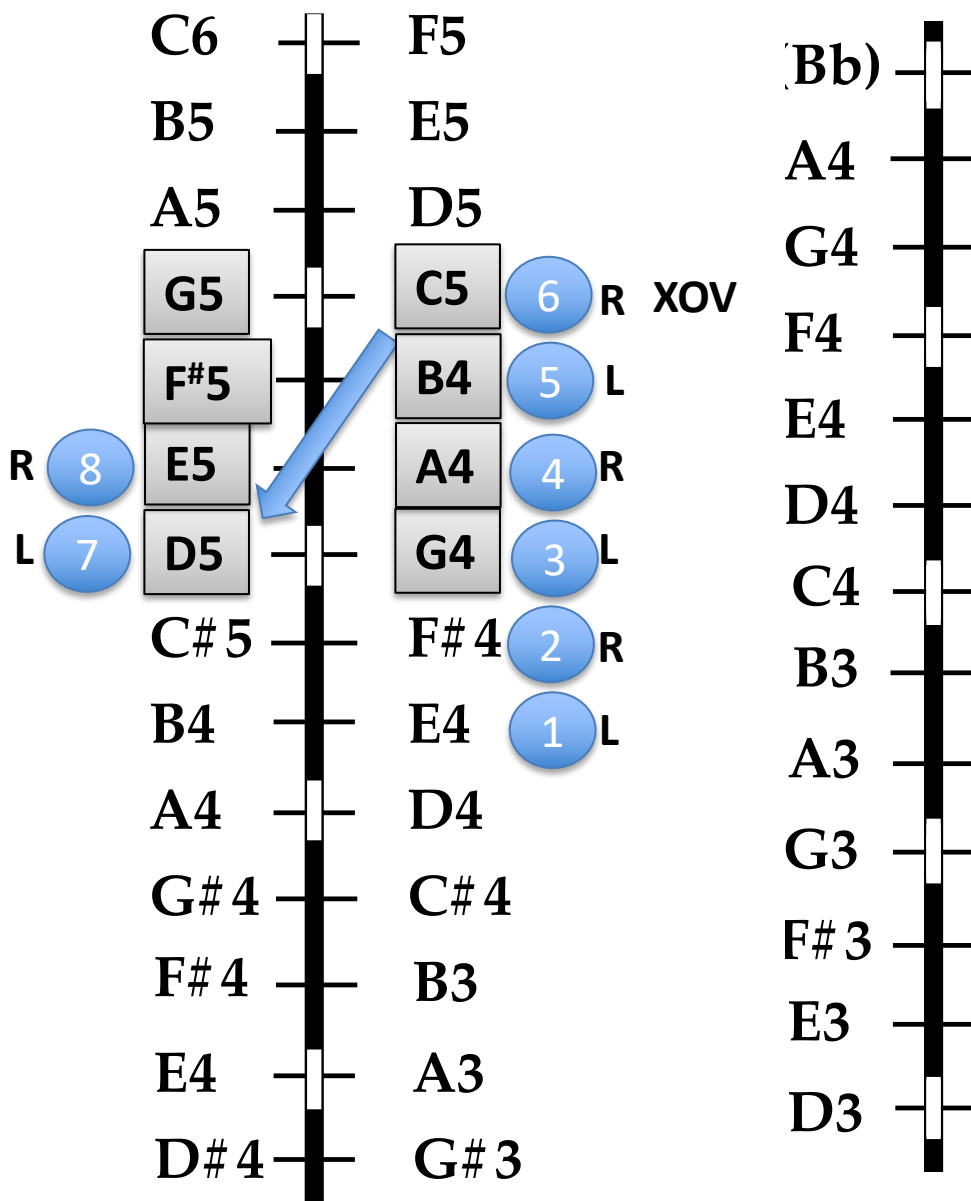 C6 F5
B5 E5
A5 D5
G5 C5 6 R XOV
F#5 B4 5 L
R 8 E5 A4 4 R
L 7 D5 G4 3 L
C#5 F#4 2 R
B4 E4 1 L
A4 D4
G#4 C#4
F#4 B3
E4 A3
D#4 G#3
(Bb)
A4
G4
F4
E4
D4
C4
B3
A3
G3
F#3
E3
D3